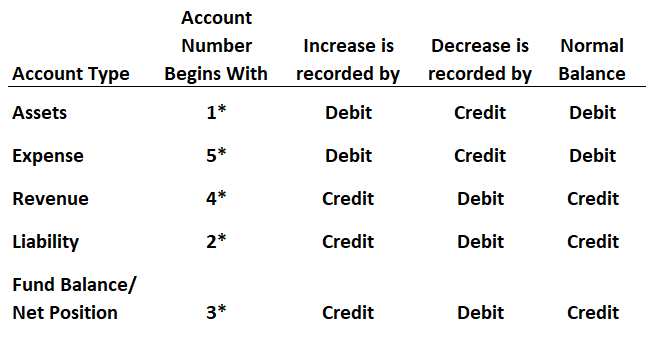 Account
Number Increase is Decrease is Normal
Account Type Begins With recorded by recorded by Balance
Assets 1* Debit Credit Debit
Expense 5* Debit Credit Debit
Revenue 4* Credit Debit Credit
Liability 2* Credit Debit Credit
Fund Balance/
Net Position 3* Credit Debit Credit